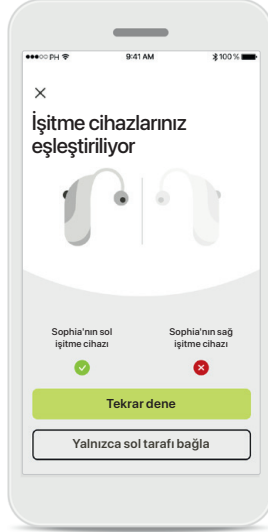 PH 9:41 AM 100 %
İşitme cihazlarınız
eşleştiriliyor
Sophia'nın sol
işitme cihazı
Sophia'nın sağ
işitme cihazı
Tekrar dene
Yalnızca sol tarafı bağla